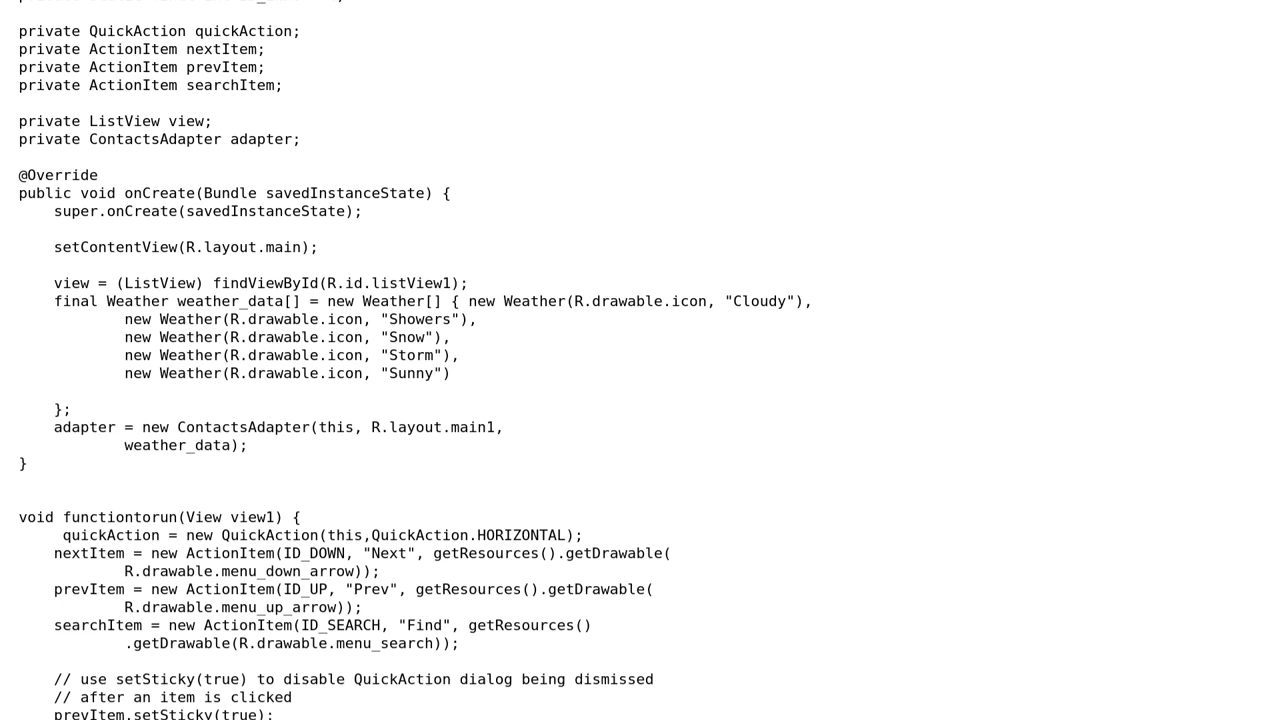 private QuickAction quickAction;
private ActionItem nextItem;
private ActionItem prevItem;
private ActionItem searchItem;

private ListView view;
private ContactsAdapter adapter;

@Override
public void onCreate(Bundle savedInstanceState) {
    super.onCreate(savedInstanceState);

    setContentView(R.layout.main);

    view = (ListView) findViewById(R.id.listView1);
    final Weather weather_data[] = new Weather[] { new Weather(R.drawable.icon, "Cloudy"),
            new Weather(R.drawable.icon, "Showers"),
            new Weather(R.drawable.icon, "Snow"),
            new Weather(R.drawable.icon, "Storm"),
            new Weather(R.drawable.icon, "Sunny")

    };
    adapter = new ContactsAdapter(this, R.layout.main1,
            weather_data);
}


void functiontorun(View view1) {
     quickAction = new QuickAction(this,QuickAction.HORIZONTAL);
    nextItem = new ActionItem(ID_DOWN, "Next", getResources().getDrawable(
            R.drawable.menu_down_arrow));
    prevItem = new ActionItem(ID_UP, "Prev", getResources().getDrawable(
            R.drawable.menu_up_arrow));
    searchItem = new ActionItem(ID_SEARCH, "Find", getResources()
            .getDrawable(R.drawable.menu_search));

    // use setSticky(true) to disable QuickAction dialog being dismissed
    // after an item is clicked
    prevItem.setSticky(true);